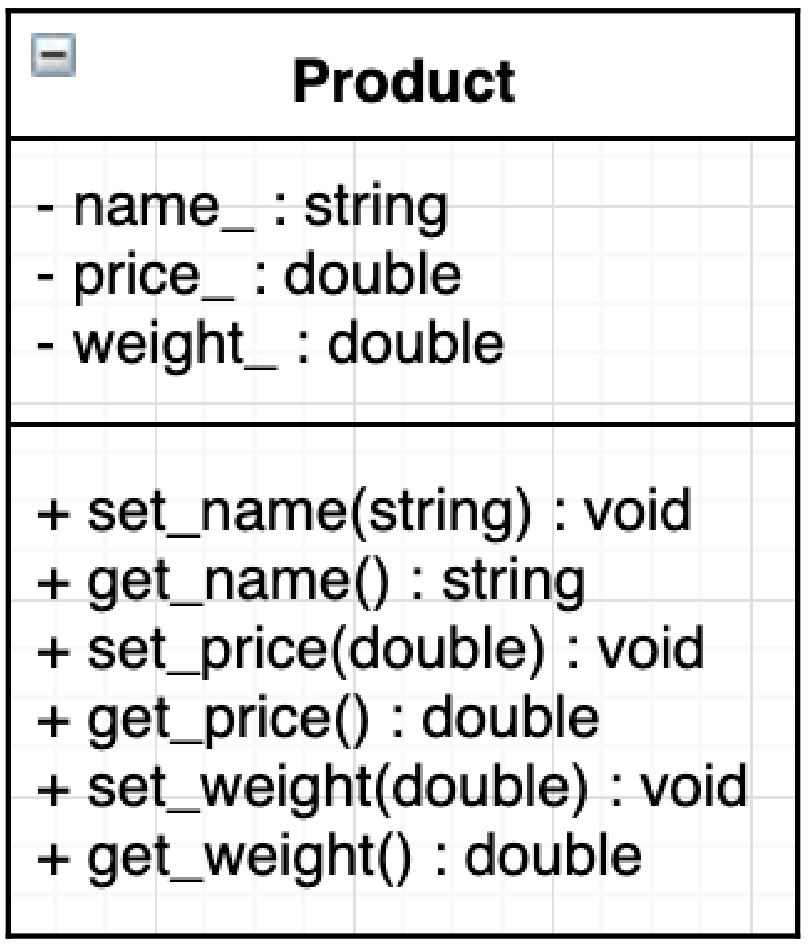 Product
- name_ : string
- price_ : double
- weight_ : double
+ set_name(string) : void
+ get_name() : string
+ set_price(double) : void
+ get_price() : double
+ set_weight(double) : void
+ get_weight() : double